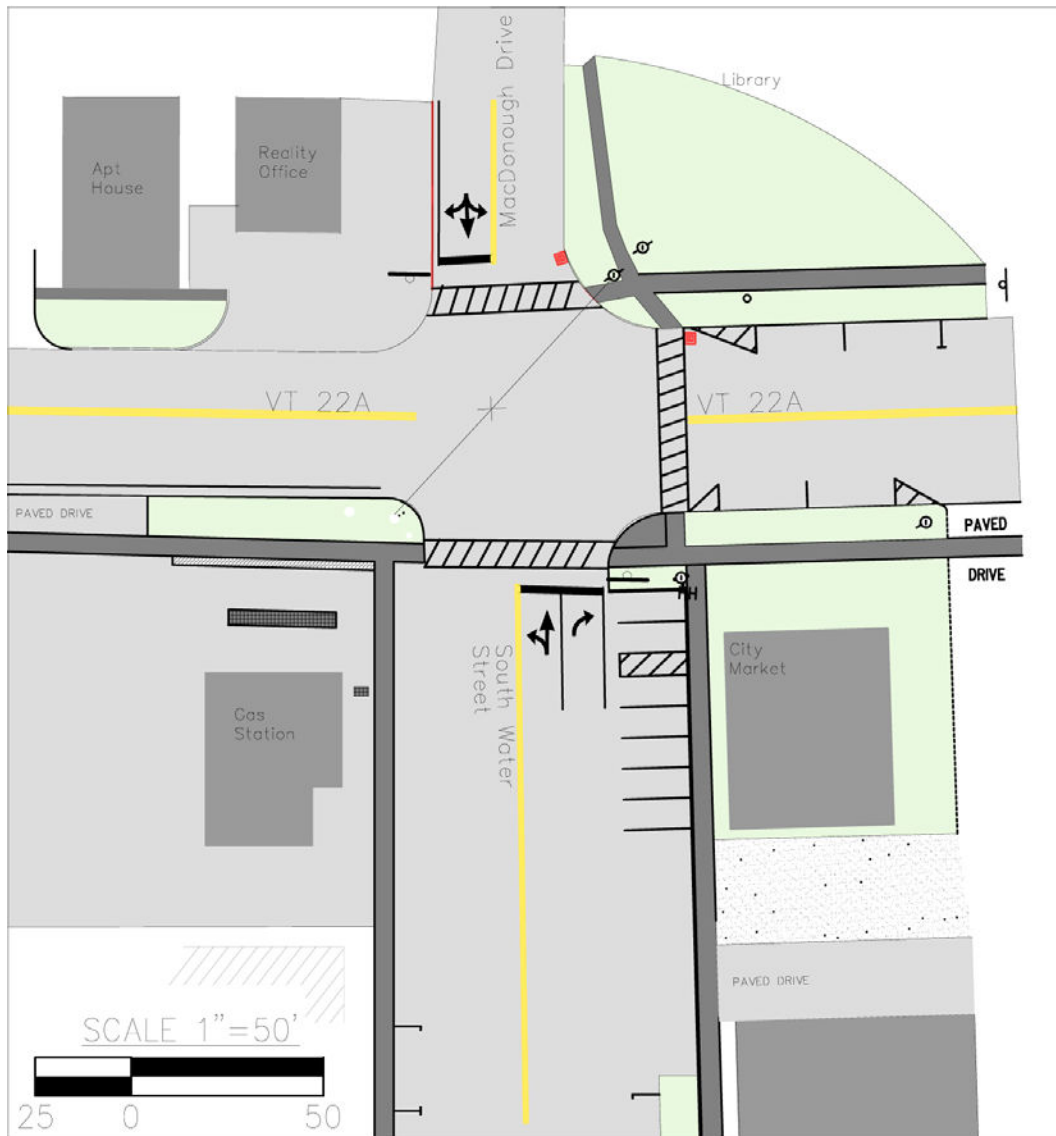 MacDonough Drive
Library
Apt
House
Reality
Office
VT 22A
VT 22A
PAVED DRIVE
PAVED
DRIVE
AH
South Water
Street
City
Market
Gas
Station
PAVED DRIVE
SCALE 1"=50'
25 0 50